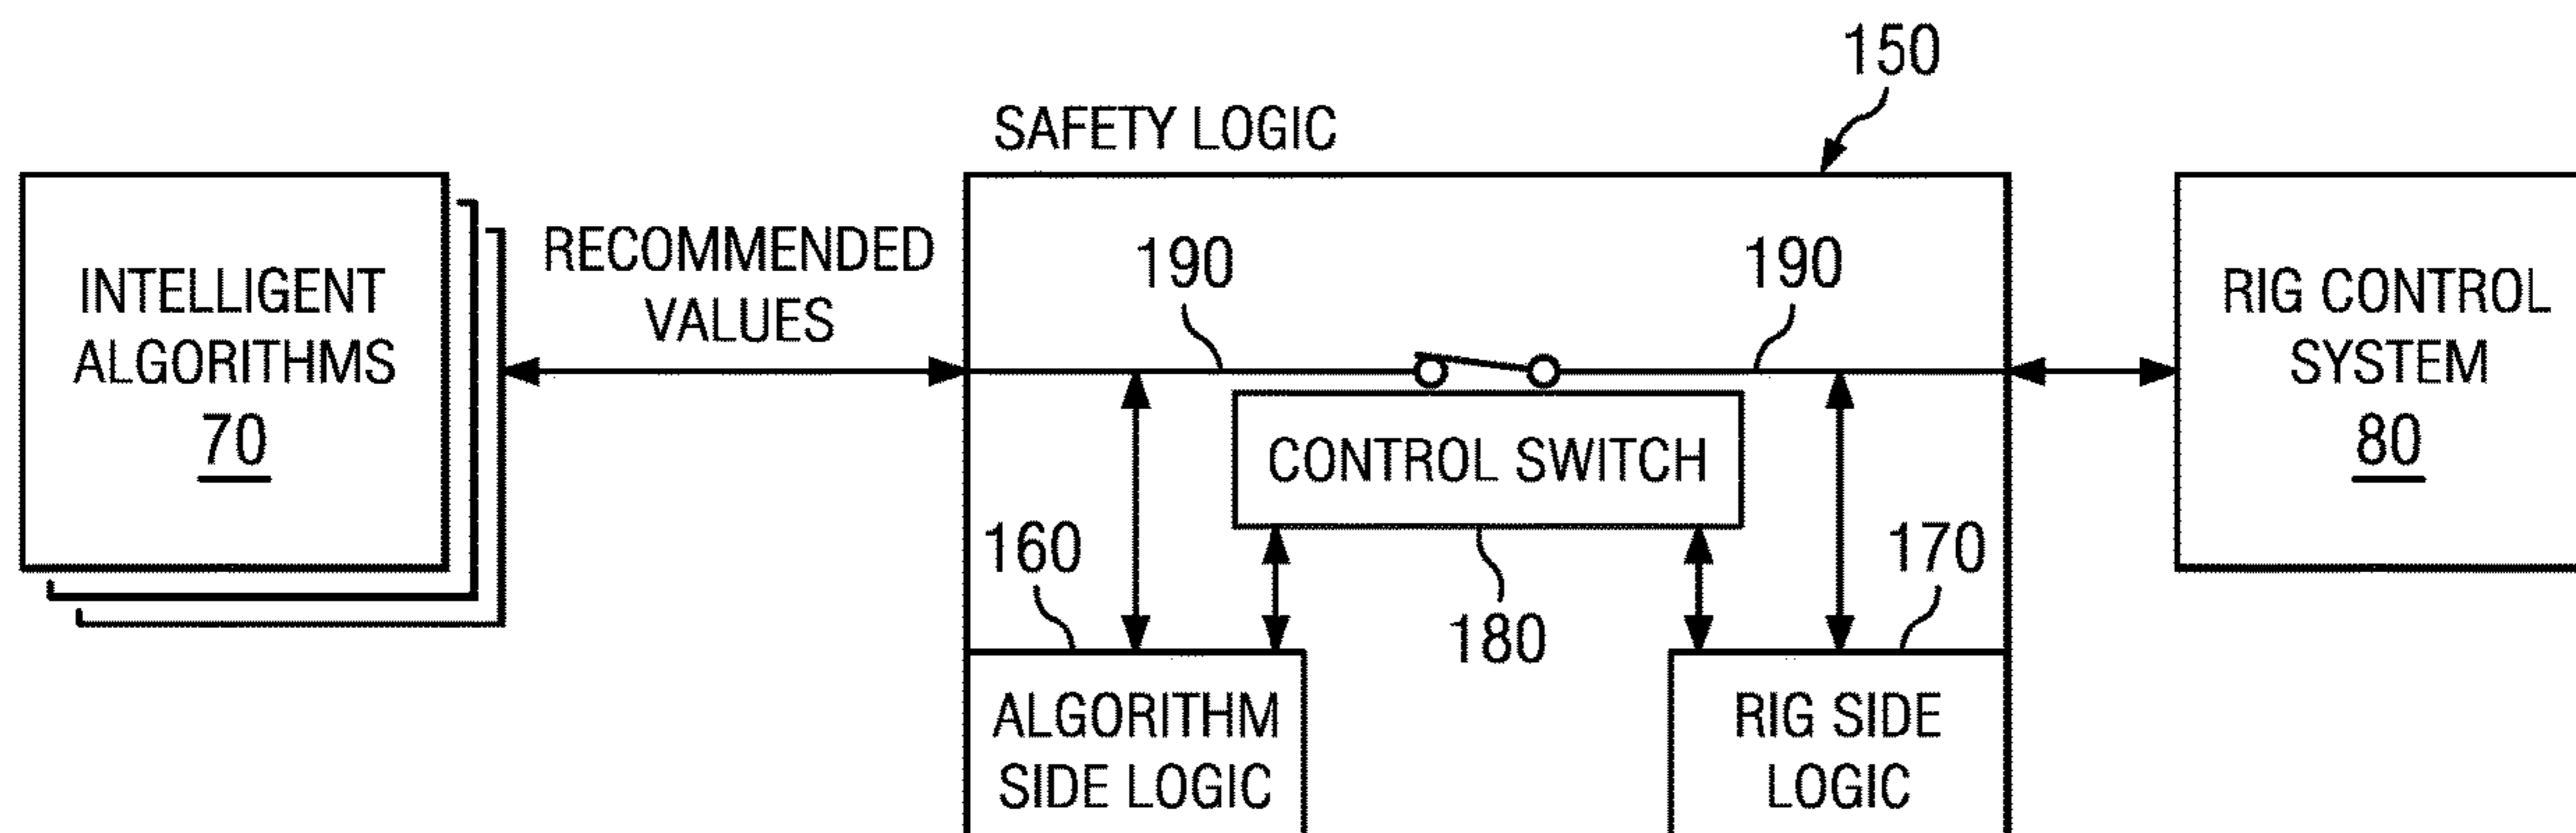 150
SAFETY LOGIC
INTELLIGENT
ALGORITHMS
70
RECOMMENDED
VALUES
190
190
RIG CONTROL
SYSTEM
80
CONTROL SWITCH
160
180
170
ALGORITHM
SIDE LOGIC
RIG SIDE
LOGIC